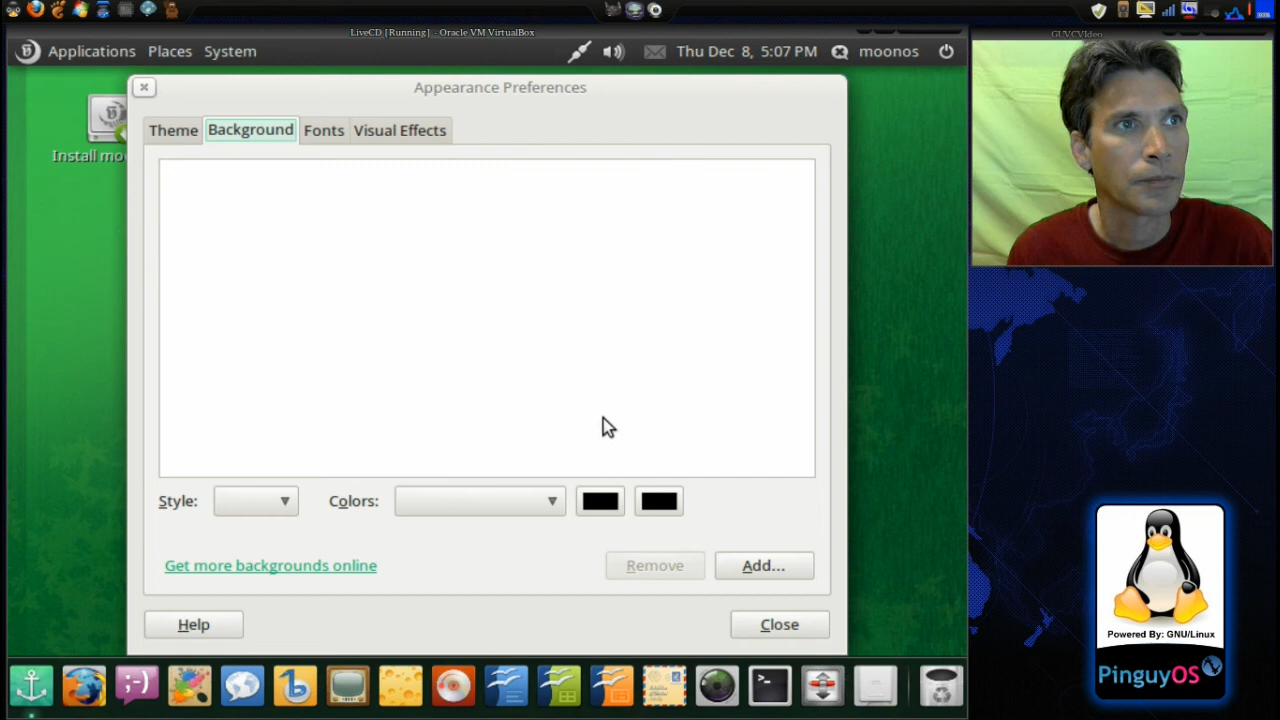 LiveCD [Running] - Oracle VM VirtualBox
GUVCVIdeo
Applications Places System
Thu Dec 8, 5:07 PM
moonos
Appearance Preferences
Install mo
Theme Background Fonts Visual Effects
Style:
Colors:
Get more backgrounds online
Remove
Add...
Help
Close
;-)
b
>_
Powered By: GNU/Linux
PinguyOS